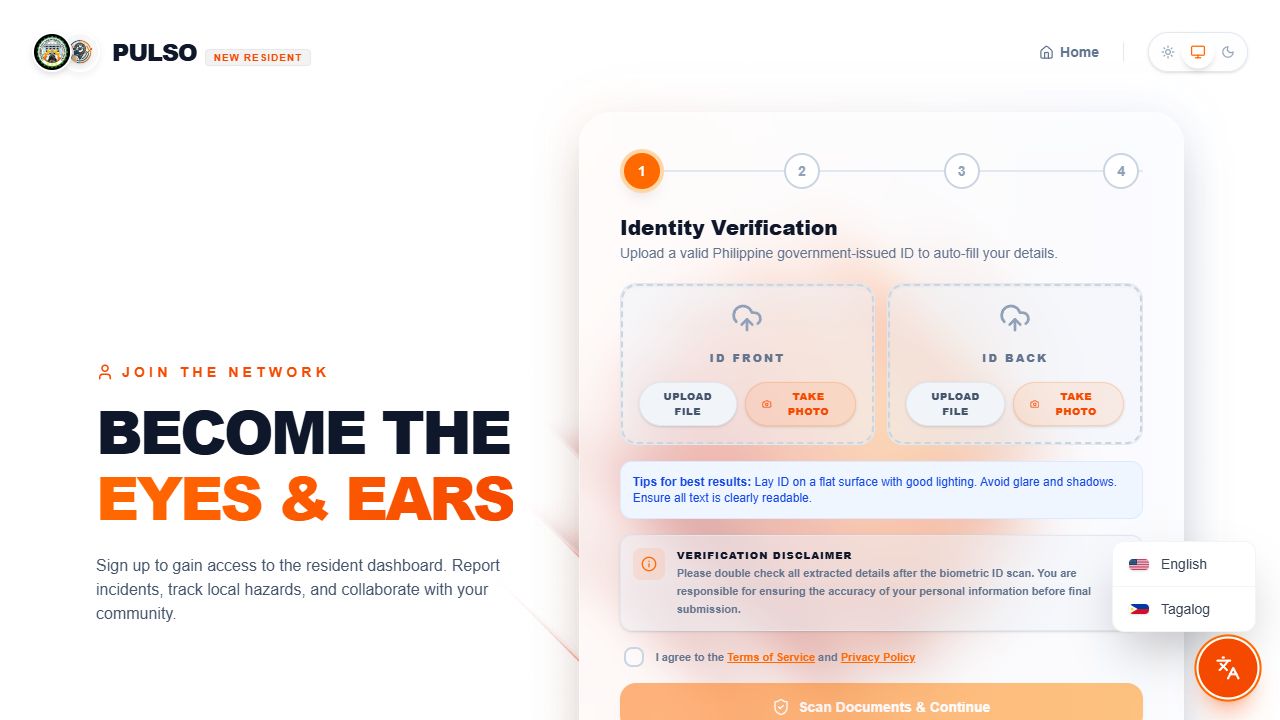 PULSO NEW RESIDENT
Home
1 2 3 4
Identity Verification
Upload a valid Philippine government-issued ID to auto-fill your details.
ID FRONT
UPLOAD
FILE
TAKE
PHOTO
ID BACK
UPLOAD
FILE
TAKE
PHOTO
Tips for best results: Lay ID on a flat surface with good lighting. Avoid glare and shadows.
Ensure all text is clearly readable.
VERIFICATION DISCLAIMER
Please double check all extracted details after the biometric ID scan. You are
responsible for ensuring the accuracy of your personal information before final
submission.
I agree to the Terms of Service and Privacy Policy
Scan Documents & Continue
JOIN THE NETWORK
BECOME THE
EYES & EARS
Sign up to gain access to the resident dashboard. Report
incidents, track local hazards, and collaborate with your
community.
English
Tagalog